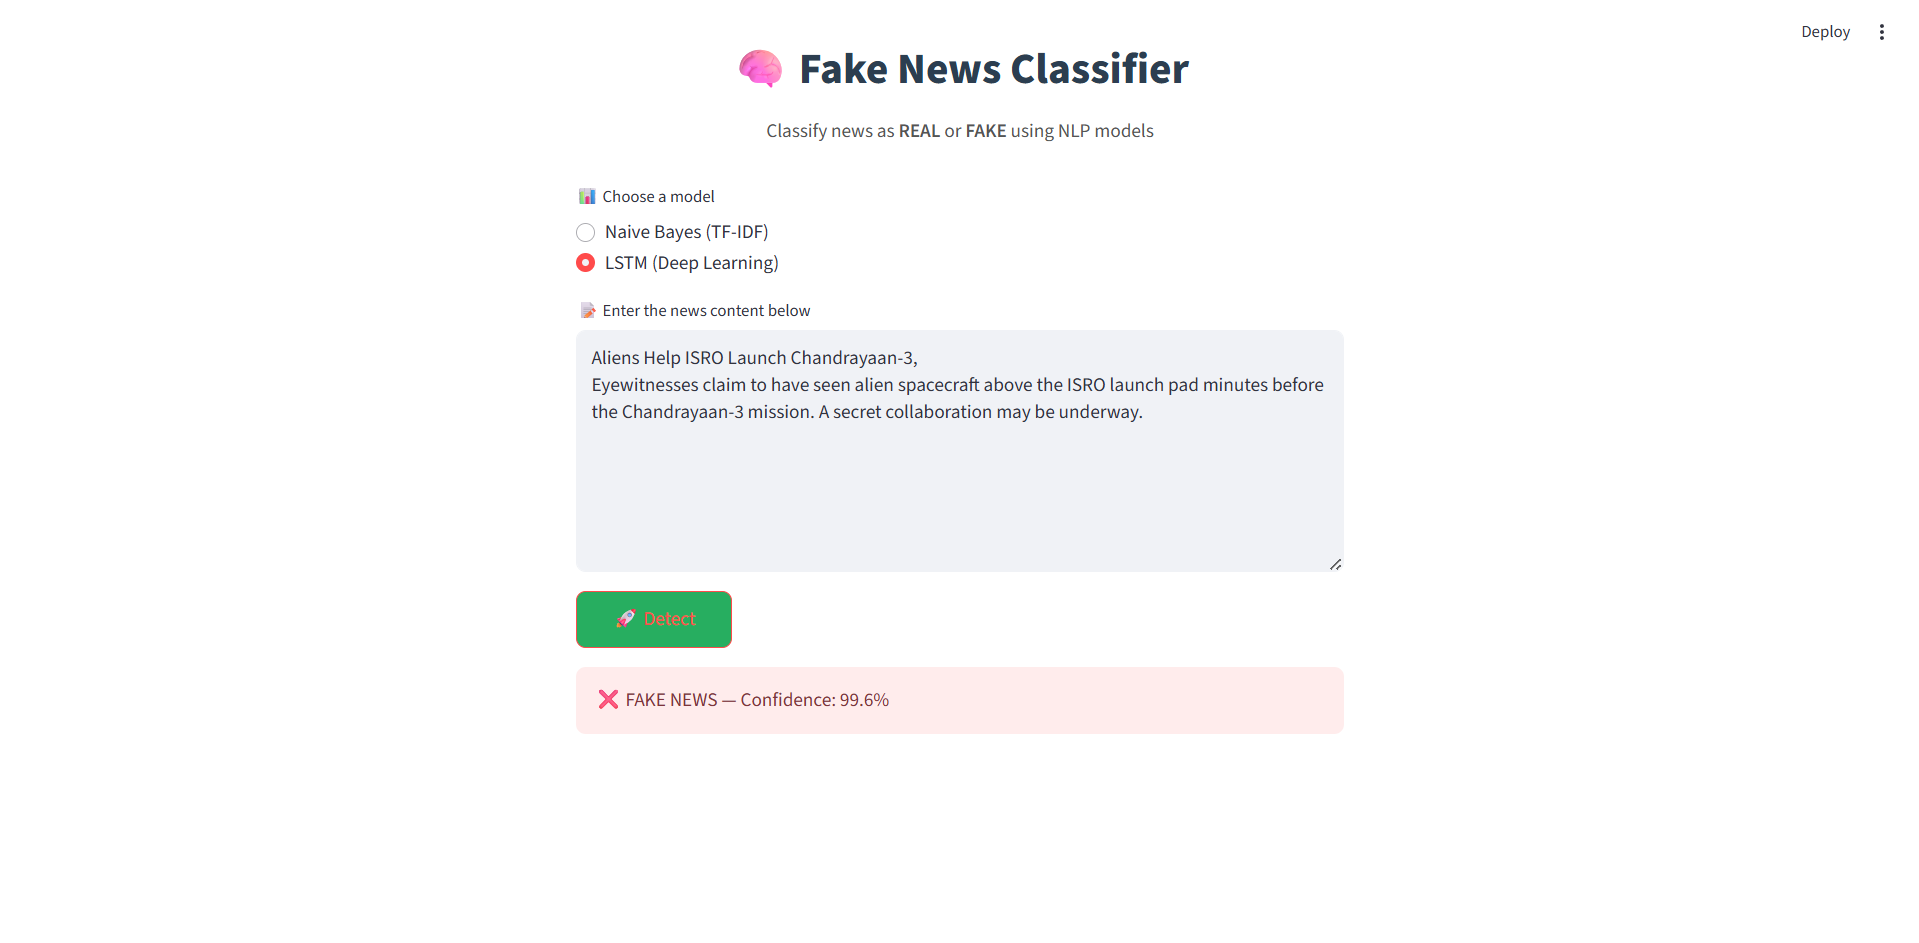 Deploy
🧠 Fake News Classifier
Classify news as REAL or FAKE using NLP models
📊 Choose a model
Naive Bayes (TF-IDF)
LSTM (Deep Learning)
📝 Enter the news content below
Aliens Help ISRO Launch Chandrayaan-3,
Eyewitnesses claim to have seen alien spacecraft above the ISRO launch pad minutes before
the Chandrayaan-3 mission. A secret collaboration may be underway.
🚀 Detect
❌ FAKE NEWS — Confidence: 99.6%